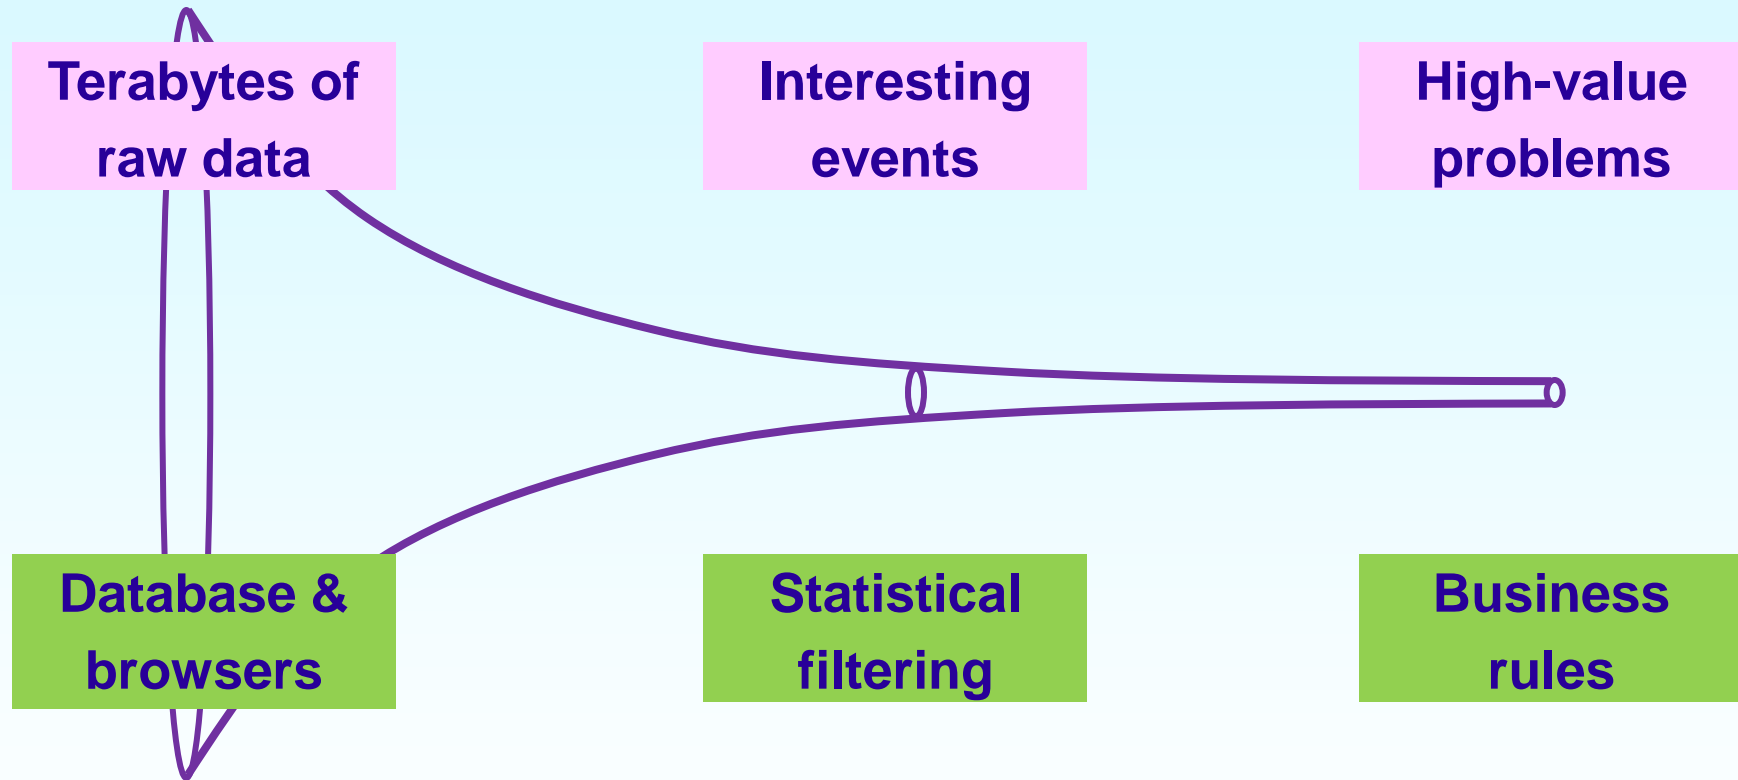 Terabytes of
raw data
Interesting
events
High-value
problems
Database &
browsers
Statistical
filtering
Business
rules